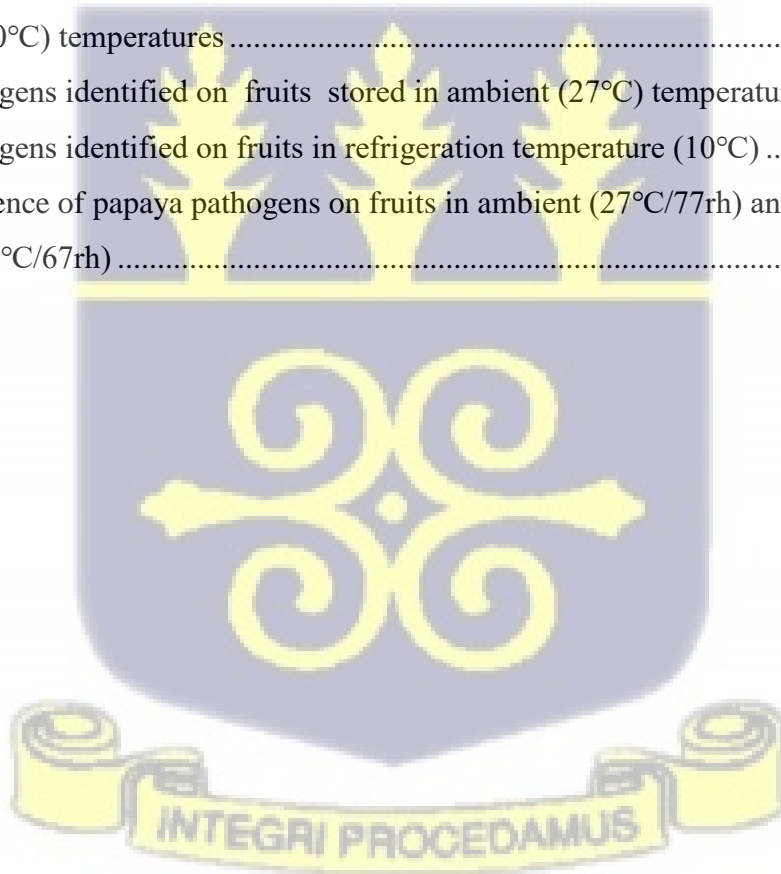 0°C) temperatures ....................................................................
gens identified on fruits stored in ambient (27°C) temperatu
gens identified on fruits in refrigeration temperature (10°C) ..
ence of papaya pathogens on fruits in ambient (27°C/77rh) an
°C/67rh) ...................................................................................
INTEGRI PROCEDAMUS